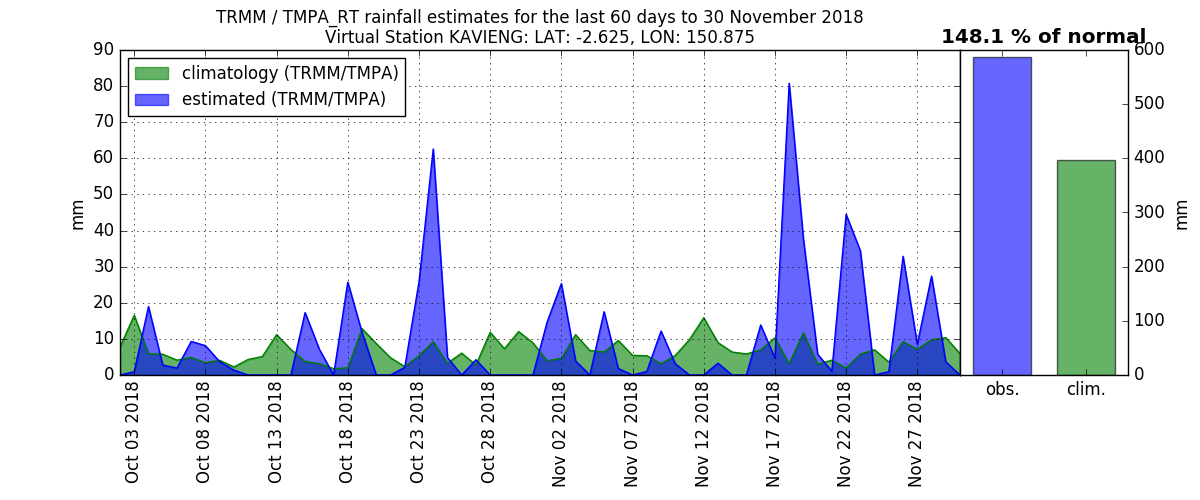 TRMM / TMPA_RT rainfall estimates for the last 60 days to 30 November 2018
Virtual Station KAVIENG: LAT: -2.625, LON: 150.875
148.1 % of normal
climatology (TRMM/TMPA)
estimated (TRMM/TMPA)
90
80
70
60
50
40
30
20
10
0
mm
Oct 03 2018
Oct 08 2018
Oct 13 2018
Oct 18 2018
Oct 23 2018
Oct 28 2018
Nov 02 2018
Nov 07 2018
Nov 12 2018
Nov 17 2018
Nov 22 2018
Nov 27 2018
obs.
clim.
600
500
400
300
200
100
0
mm